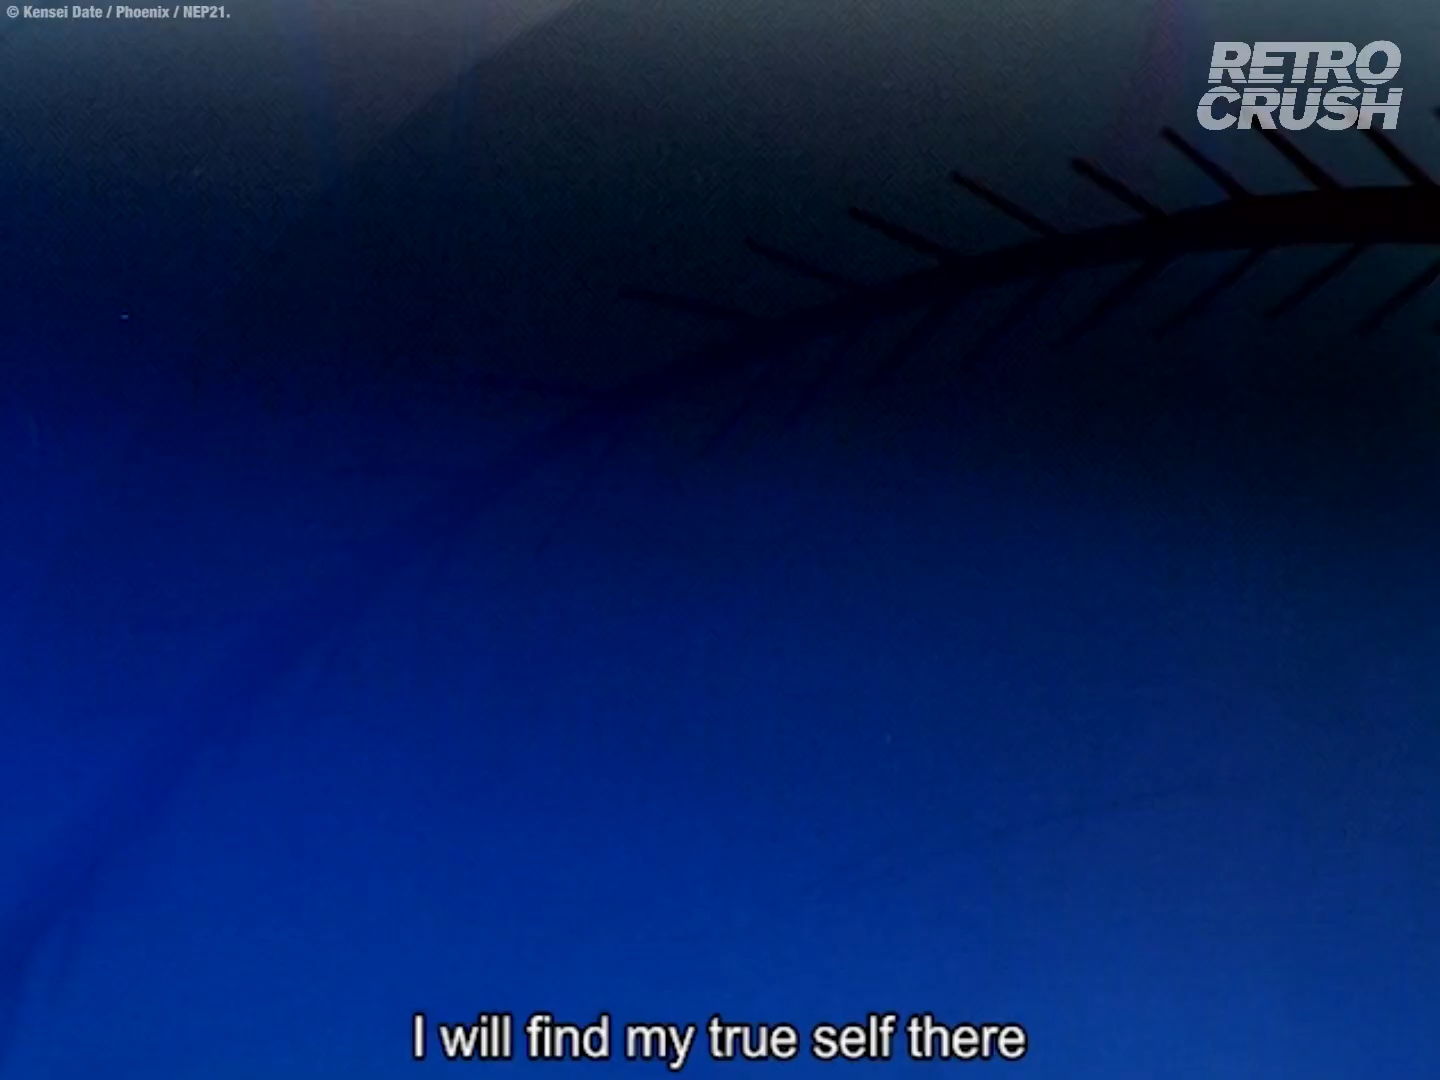 © Kensei Date / Phoenix / NEP21.
RETRO
CRUSH
I will find my true self there